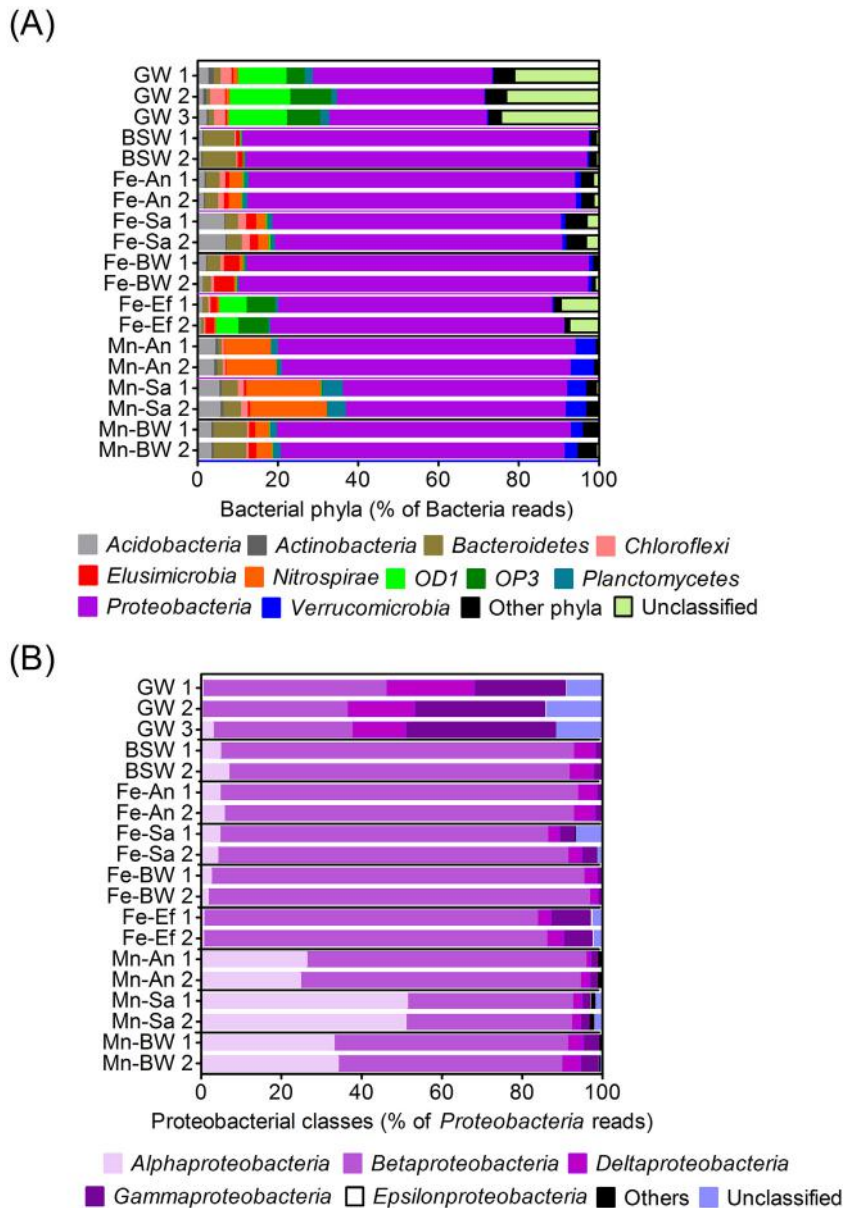 (A)
GW 1
GW 2
GW 3
BSW 1
BSW 2
Fe-An 1
Fe-An 2
Fe-Sa 1
Fe-Sa 2
Fe-BW 1
Fe-BW 2
Fe-Ef 1
Fe-Ef 2
Mn-An 1
Mn-An 2
Mn-Sa 1
Mn-Sa 2
Mn-BW 1
Mn-BW 2
0 20 40 60 80 100
Bacterial phyla (% of Bacteria reads)
Acidobacteria Actinobacteria Bacteroidetes Chloroflexi
Elusimicrobia Nitrospirae OD1 OP3 Planctomycetes
Proteobacteria Verrucomicrobia Other phyla Unclassified
(B)
GW 1
GW 2
GW 3
BSW 1
BSW 2
Fe-An 1
Fe-An 2
Fe-Sa 1
Fe-Sa 2
Fe-BW 1
Fe-BW 2
Fe-Ef 1
Fe-Ef 2
Mn-An 1
Mn-An 2
Mn-Sa 1
Mn-Sa 2
Mn-BW 1
Mn-BW 2
0 20 40 60 80 100
Proteobacterial classes (% of Proteobacteria reads)
Alphaproteobacteria Betaproteobacteria Deltaproteobacteria
Gammaproteobacteria Epsilonproteobacteria Others Unclassified